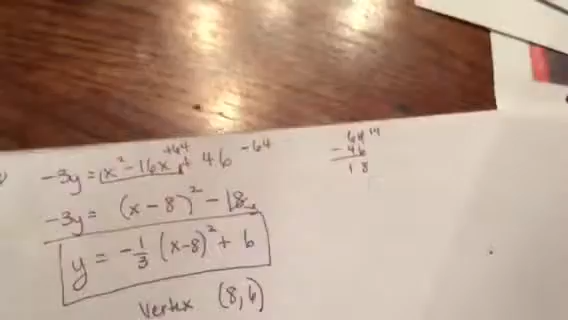 -3y = x² - 16x +64 + 46 -64
-3y = (x - 8)² - 18
y = -1/3 (x-8)² + 6
Vertex (8,6)
64 14
- 46
18